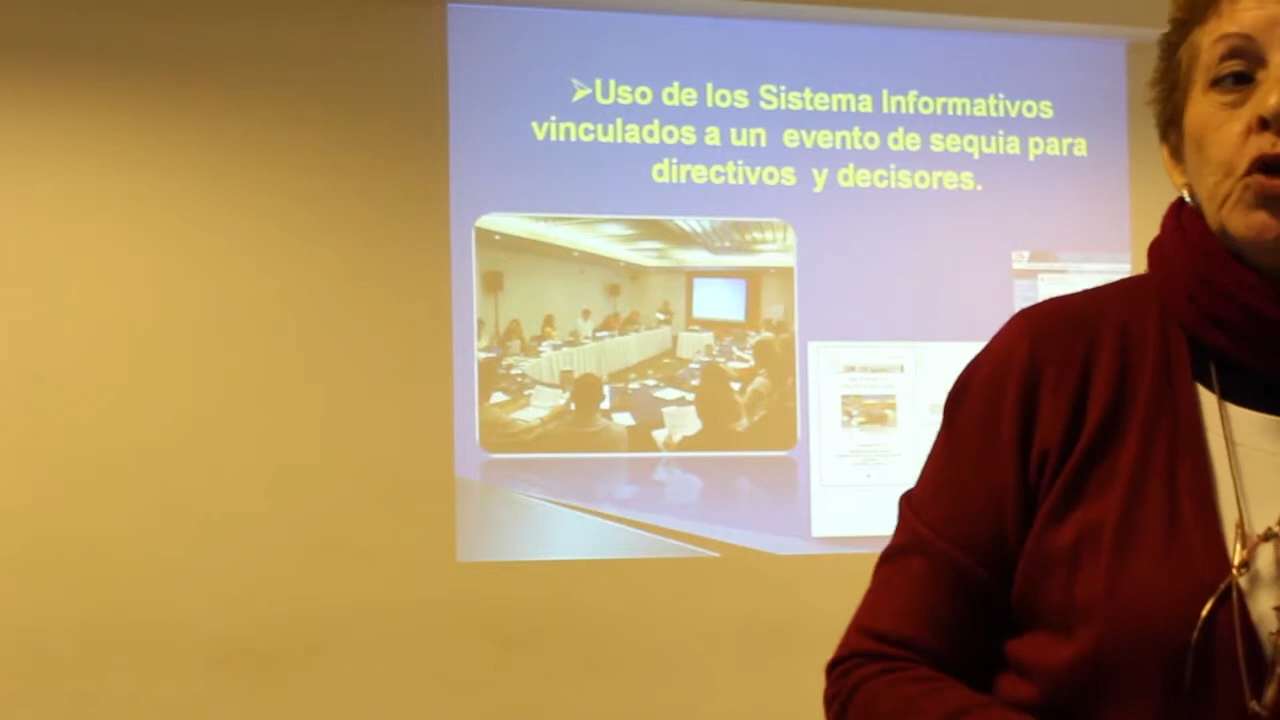 ➢Uso de los Sistema Informativos
vinculados a un evento de sequia para
directivos y decisores.